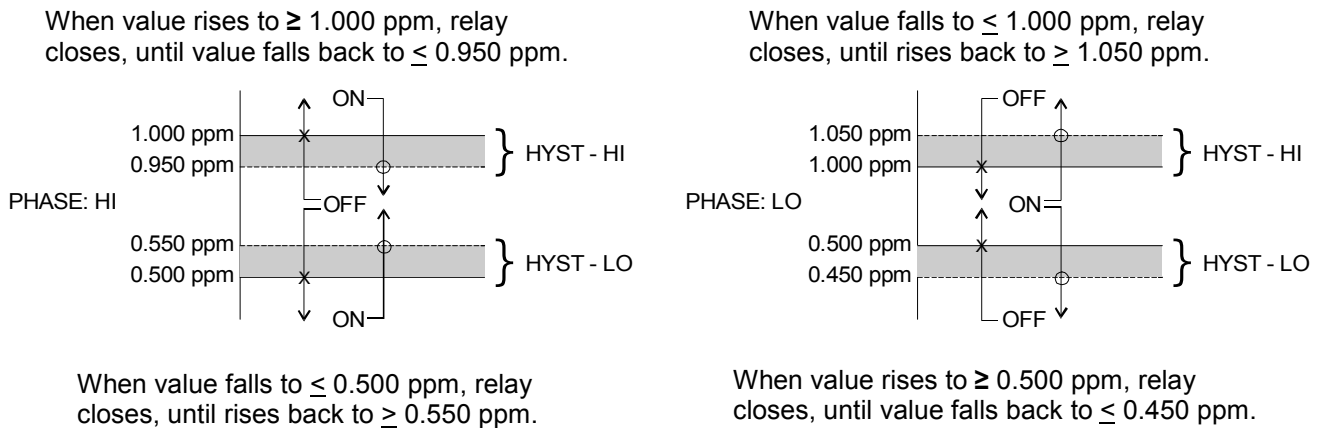 When value rises to ≥ 1.000 ppm, relay
closes, until value falls back to ≤ 0.950 ppm.
ON
1.000 ppm
0.950 ppm
HYST - HI
PHASE: HI
OFF
0.550 ppm
0.500 ppm
HYST - LO
ON
When value falls to ≤ 0.500 ppm, relay
closes, until rises back to ≥ 0.550 ppm.
When value falls to ≤ 1.000 ppm, relay
closes, until rises back to ≥ 1.050 ppm.
OFF
1.050 ppm
1.000 ppm
HYST - HI
PHASE: LO
ON
0.500 ppm
0.450 ppm
HYST - LO
OFF
When value rises to ≥ 0.500 ppm, relay
closes, until value falls back to ≤ 0.450 ppm.